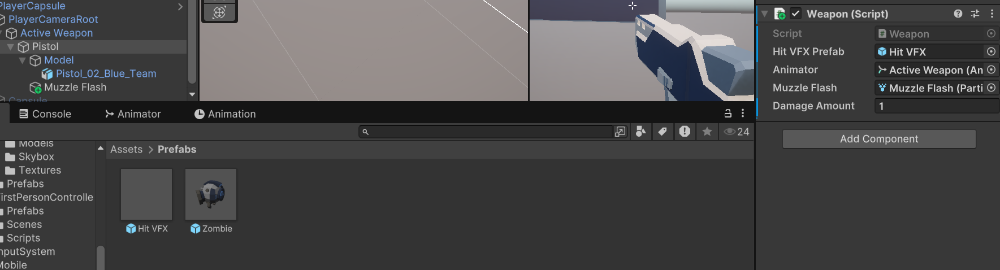 PlayerCapsule
PlayerCameraRoot
Active Weapon
Pistol
Model
Pistol_02_Blue_Team
Muzzle Flash
Capsule
Console
Animator
Animation
24
Models
Skybox
Textures
Prefabs
irstPersonControlle
Prefabs
Scenes
Scripts
nputSystem
Mobile
Assets > Prefabs
Hit VFX
Zombie
Weapon (Script)
Script
Weapon
Hit VFX Prefab
Hit VFX
Animator
Active Weapon (An
Muzzle Flash
Muzzle Flash (Parti
Damage Amount
1
Add Component